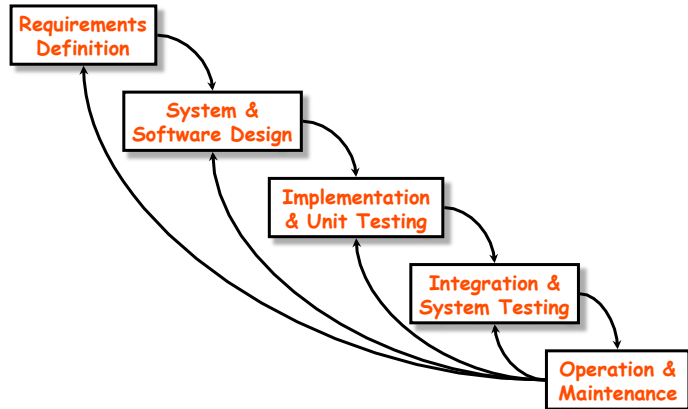 Requirements
Definition
System &
Software Design
Implementation
& Unit Testing
Integration &
System Testing
Operation &
Maintenance